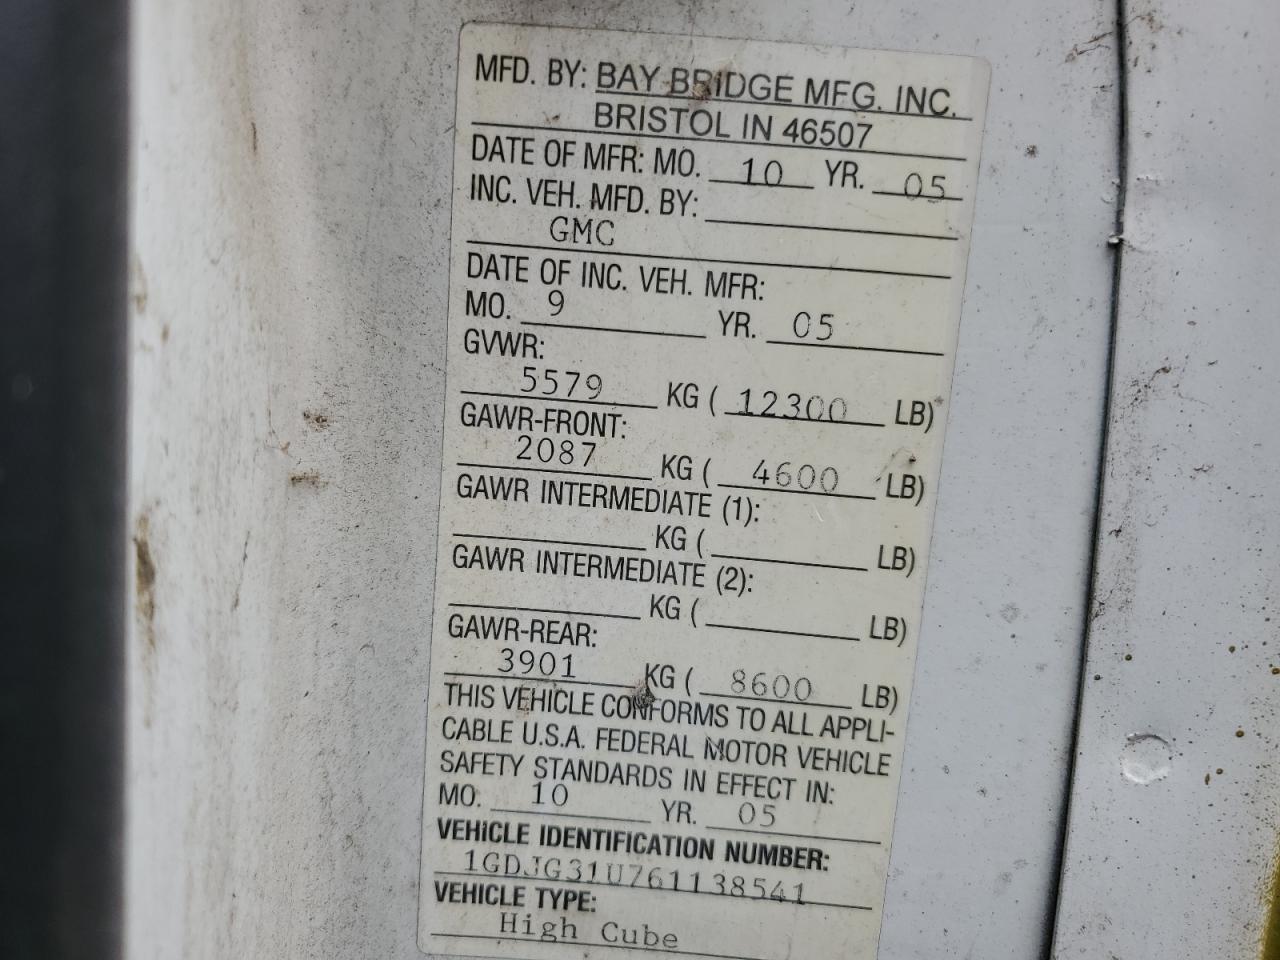 MFD. BY: BAY BRIDGE MFG. INC.
BRISTOL IN 46507
DATE OF MFR: MO. 10 YR. 05
INC. VEH. MFD. BY:
GMC
DATE OF INC. VEH. MFR:
MO. 9 YR. 05
GVWR:
5579 KG ( 12300 LB)
GAWR-FRONT:
2087 KG ( 4600 LB)
GAWR INTERMEDIATE (1):
KG ( LB)
GAWR INTERMEDIATE (2):
KG ( LB)
GAWR-REAR:
3901 KG ( 8600 LB)
THIS VEHICLE CONFORMS TO ALL APPLI-
CABLE U.S.A. FEDERAL MOTOR VEHICLE
SAFETY STANDARDS IN EFFECT IN:
MO. 10 YR. 05
VEHICLE IDENTIFICATION NUMBER:
1GDJG31U761138541
VEHICLE TYPE:
High Cube